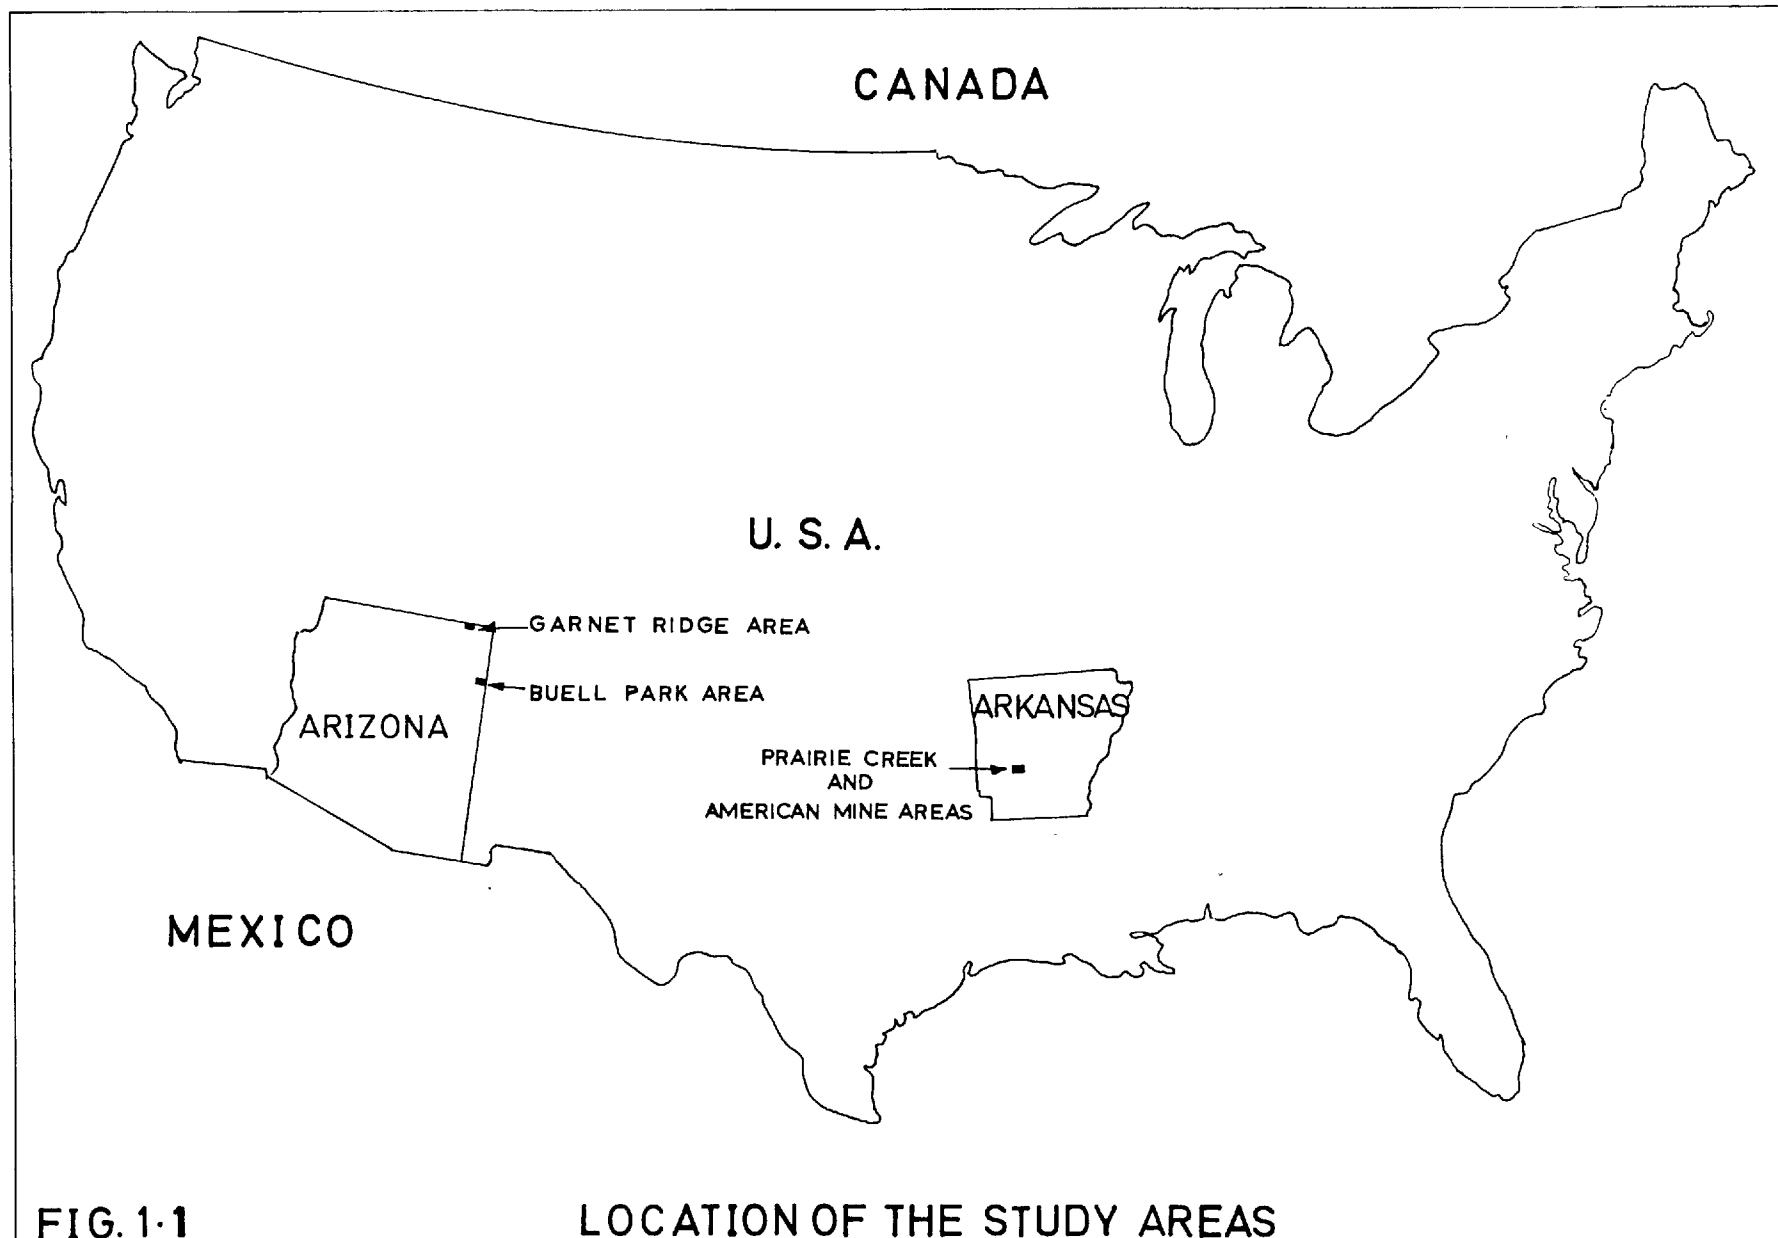 CANADA
U. S. A.
GARNET RIDGE AREA
BUELL PARK AREA
ARIZONA
ARKANSAS
PRAIRIE CREEK
AND
AMERICAN MINE AREAS
MEXICO
FIG. 1·1
LOCATION OF THE STUDY AREAS